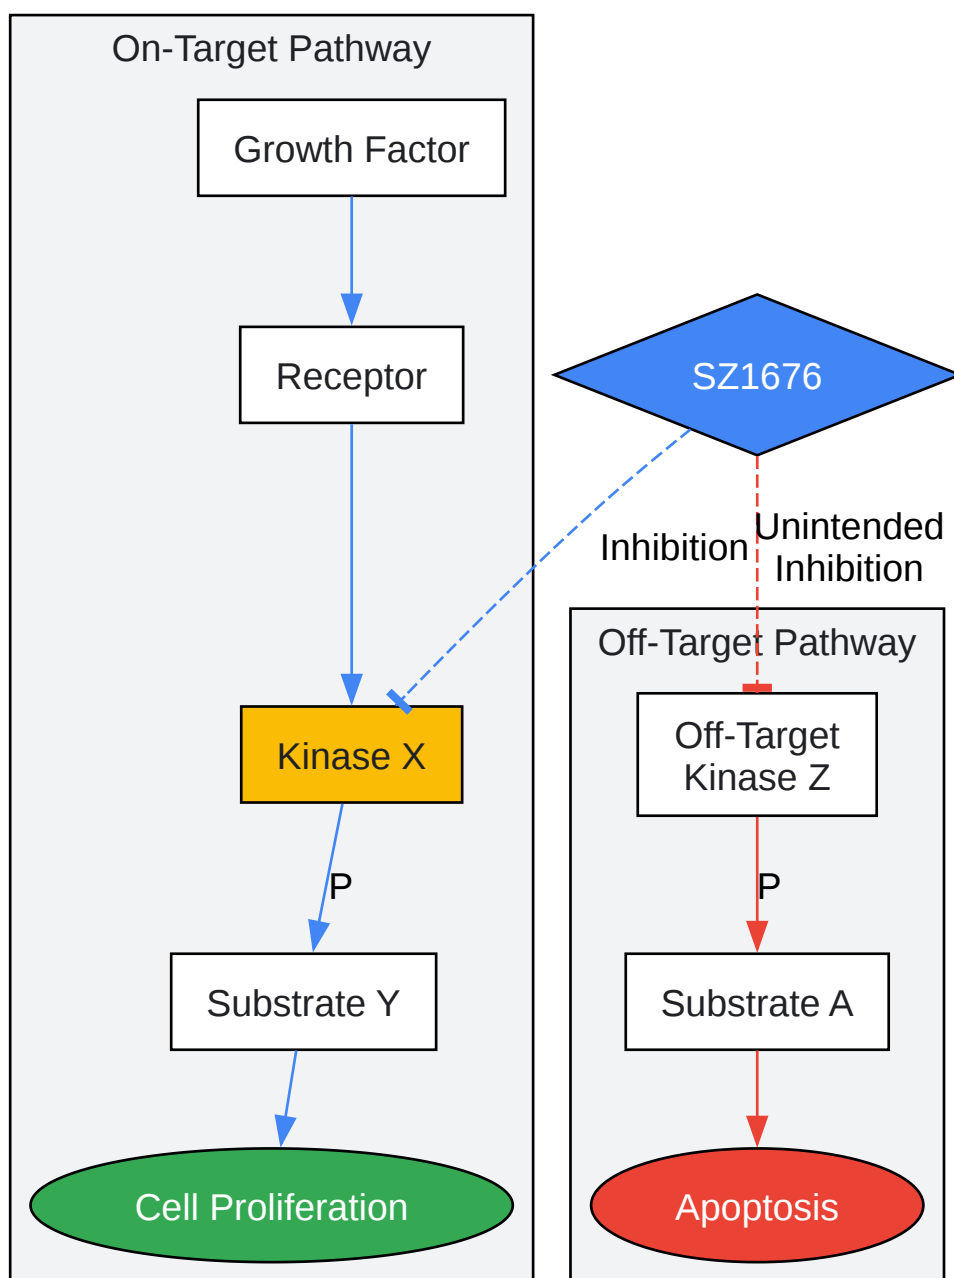 On-Target Pathway
Growth Factor
Receptor
SZ1676
Inhibition
Unintended
Inhibition
Off-Target Pathway
Kinase X
Off-Target
Kinase Z
P
P
Substrate Y
Substrate A
Cell Proliferation
Apoptosis